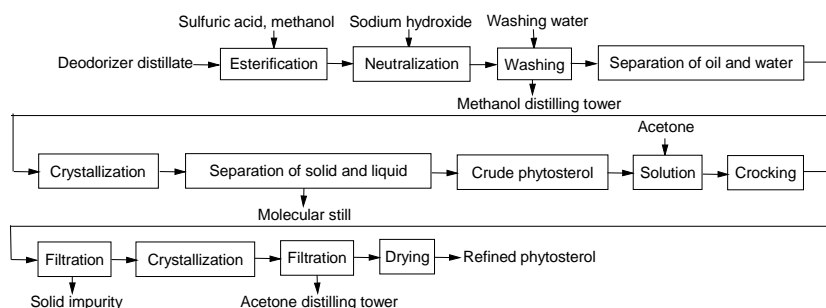 Sulfuric acid, methanol
Sodium hydroxide
Washing water
Deodorizer distillate
Esterification
Neutralization
Washing
Separation of oil and water
Methanol distilling tower
Acetone
Crystallization
Separation of solid and liquid
Crude phytosterol
Solution
Crocking
Molecular still
Filtration
Crystallization
Filtration
Drying
Refined phytosterol
Solid impurity
Acetone distilling tower